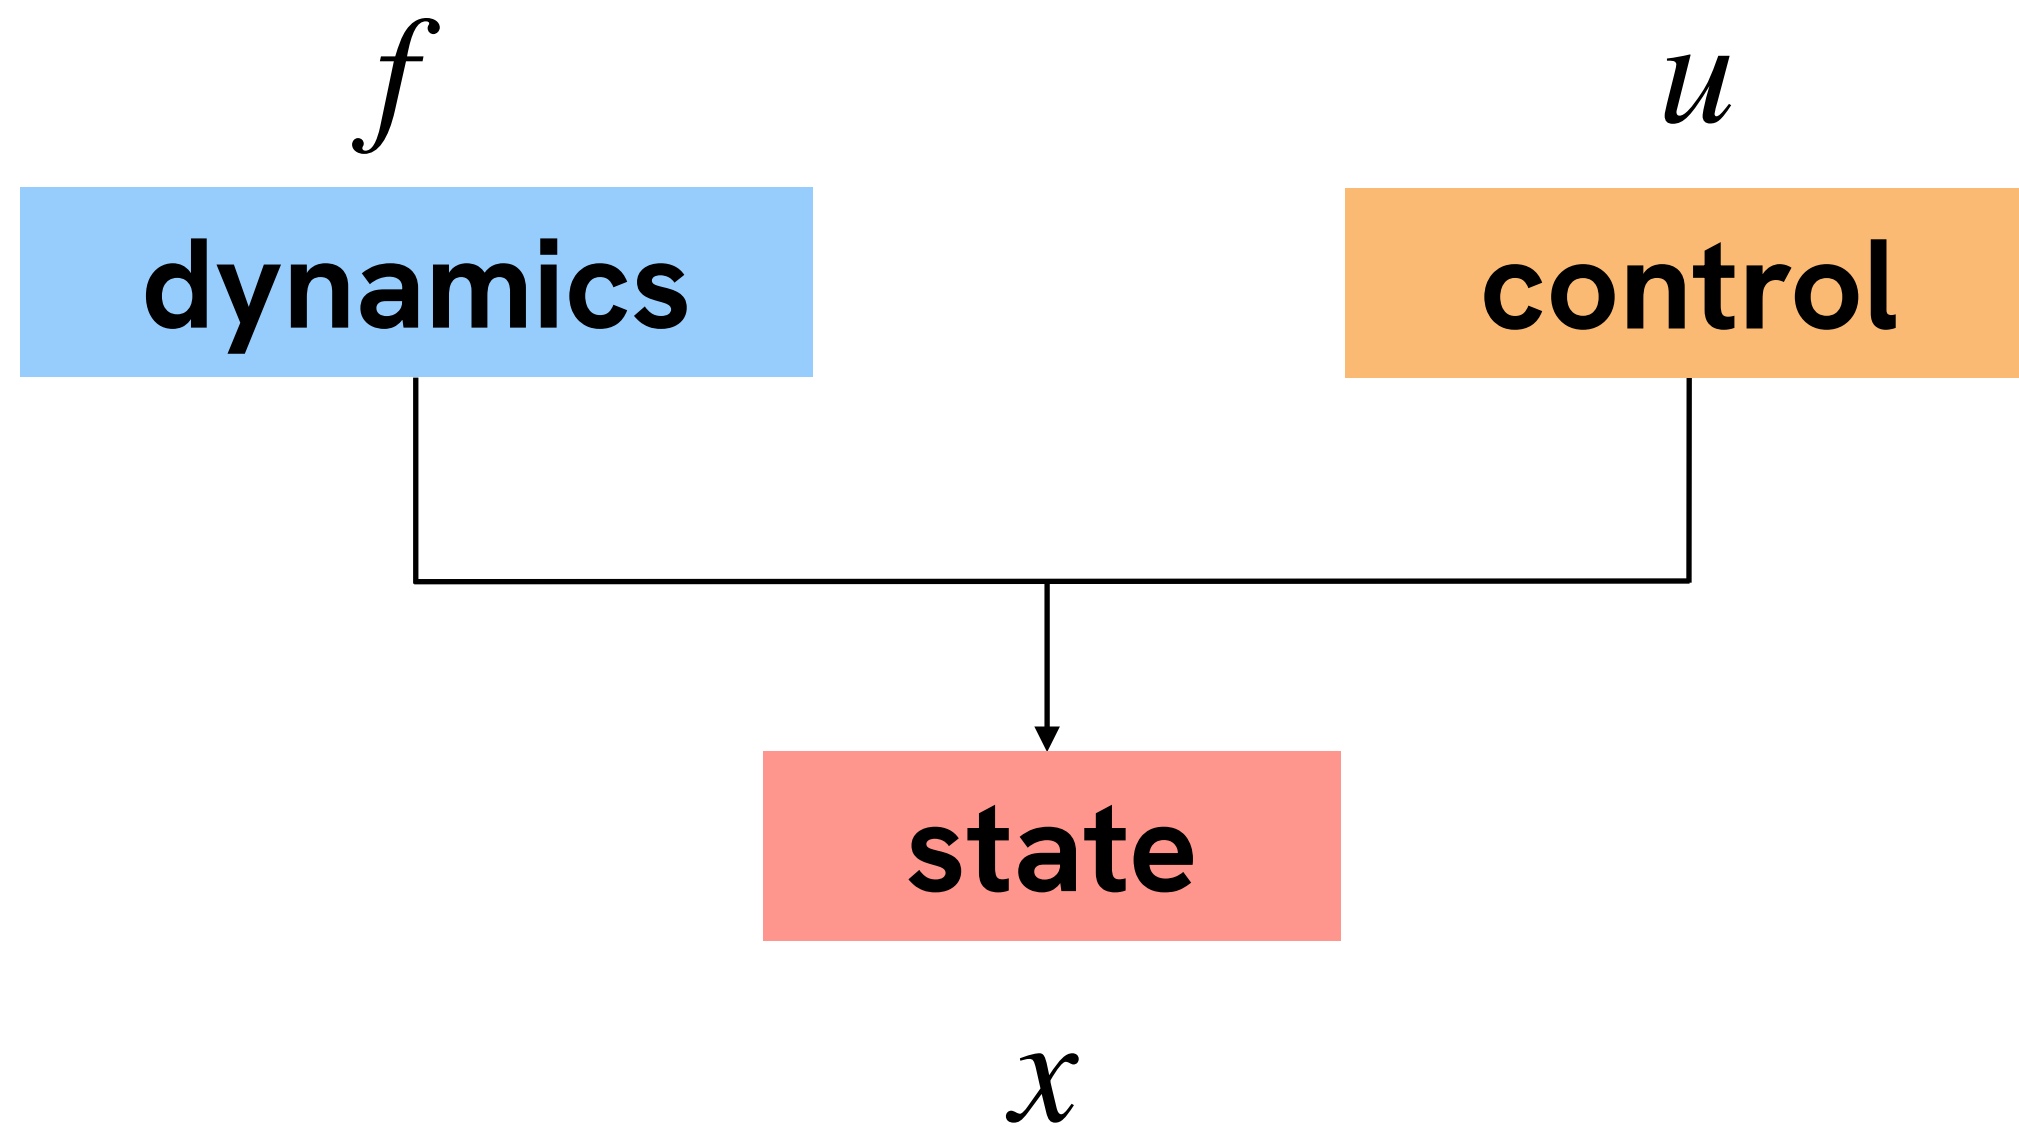 f
u
dynamics
control
state
x